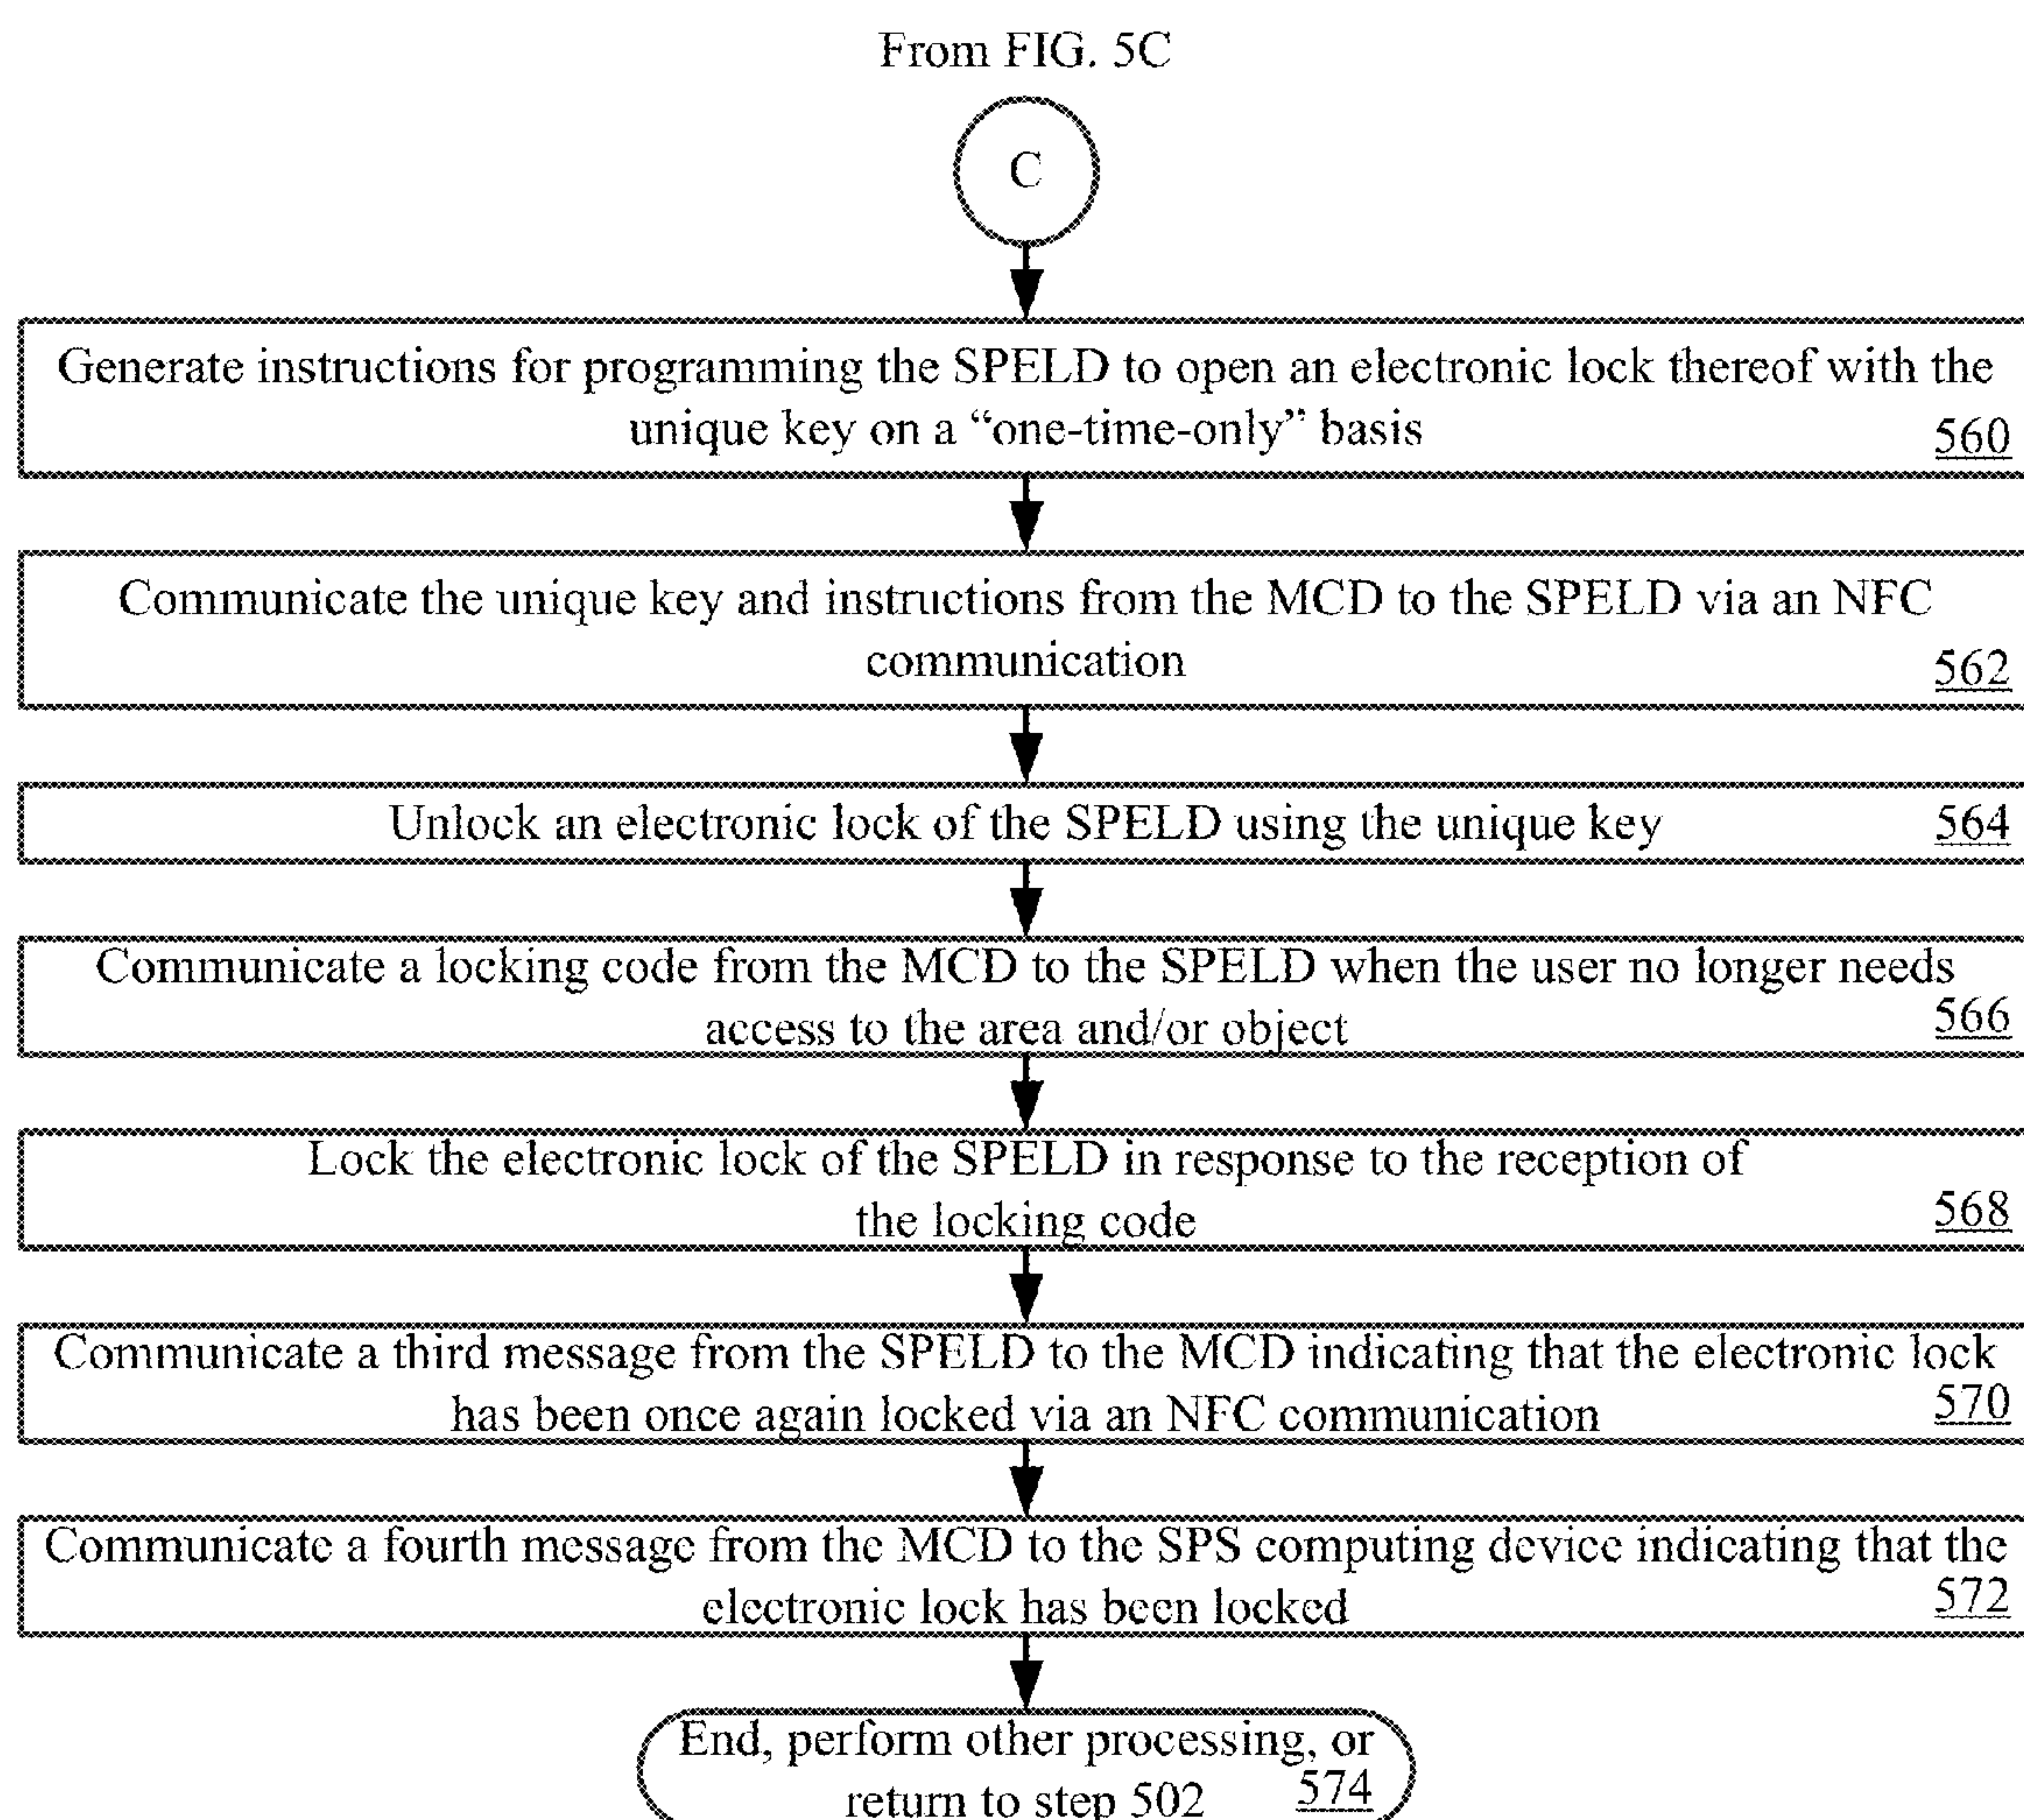 From FIG. 5C
C
Generate instructions for programming the SPELD to open an electronic lock thereof with the
unique key on a “one-time-only” basis
560
Communicate the unique key and instructions from the MCD to the SPELD via an NFC
communication
562
Unlock an electronic lock of the SPELD using the unique key
564
Communicate a locking code from the MCD to the SPELD when the user no longer needs
access to the area and/or object
566
Lock the electronic lock of the SPELD in response to the reception of
the locking code
568
Communicate a third message from the SPELD to the MCD indicating that the electronic lock
has been once again locked via an NFC communication
570
Communicate a fourth message from the MCD to the SPS computing device indicating that the
electronic lock has been locked
572
End, perform other processing, or
return to step 502
574